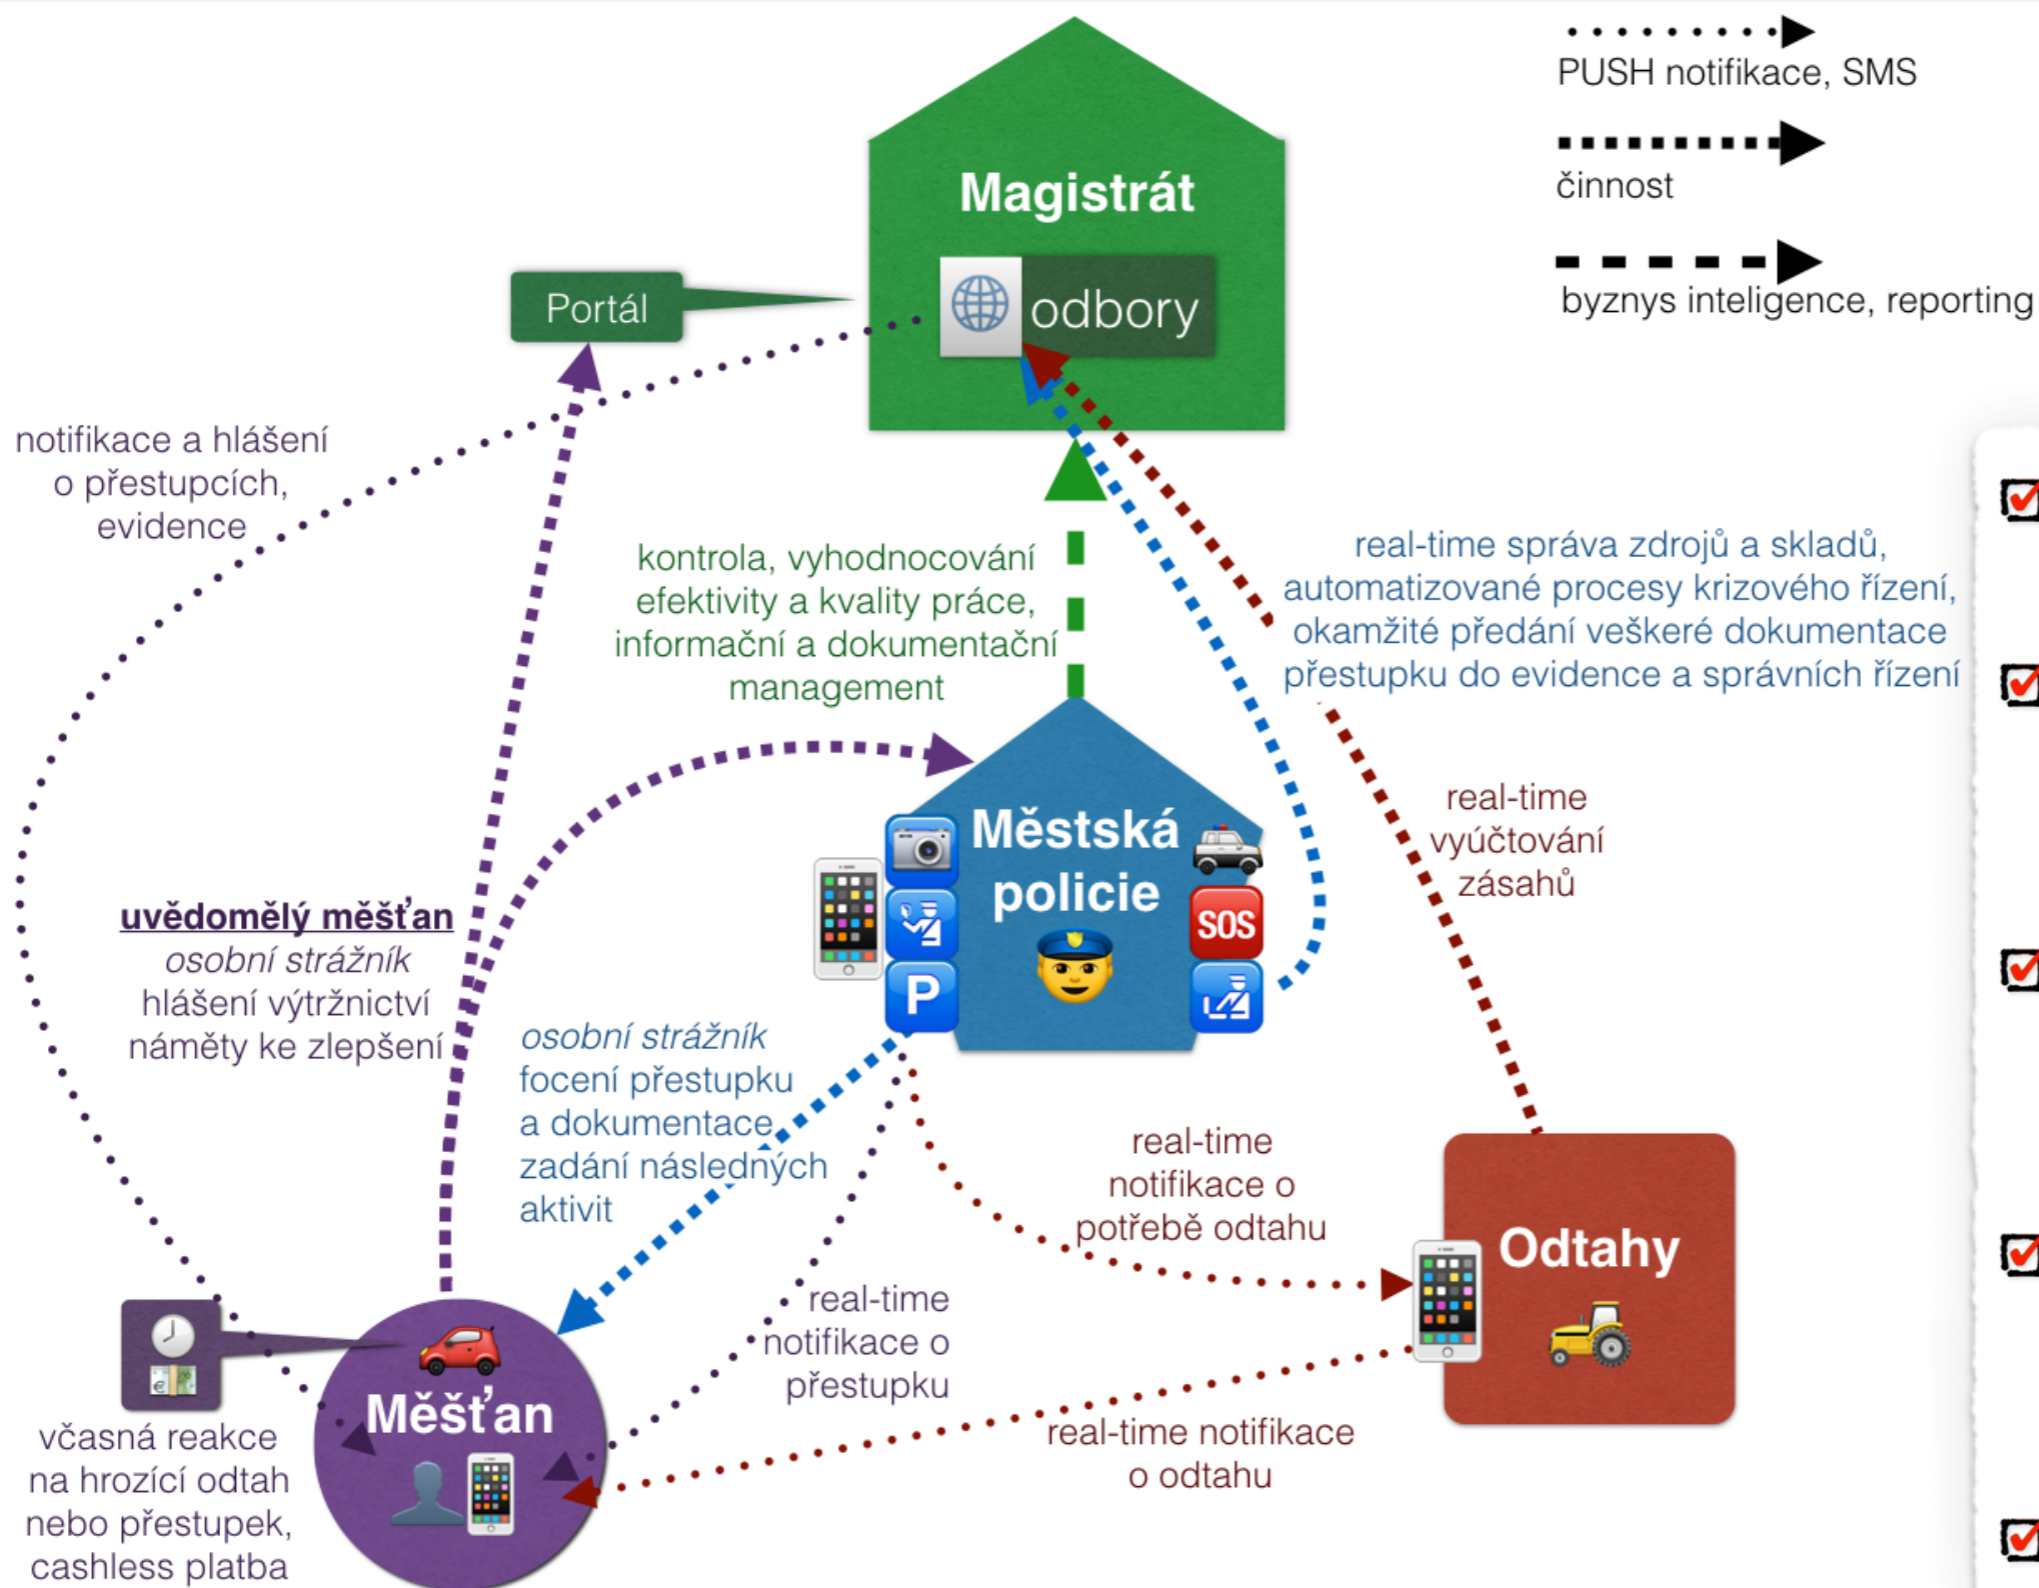 PUSH notifikace, SMS
činnost
byznys inteligence, reporting
Magistrát
odbory
Portál
notifikace a hlášení
o přestupcích,
evidence
kontrola, vyhodnocování
efektivity a kvality práce,
informační a dokumentační
management
real-time správa zdrojů a skladů,
automatizované procesy krizového řízení,
okamžité předání veškeré dokumentace
přestupku do evidence a správních řízení
real-time
vyúčtování
zásahů
Městská
policie
SOS
P
uvědomělý měšťan
osobní strážník
hlášení výtržnictví
náměty ke zlepšení
osobní strážník
focení přestupku
a dokumentace
zadání následných
aktivit
real-time
notifikace o
potřebě odtahu
Odtahy
real-time
notifikace o
přestupku
real-time notifikace
o odtahu
Měšťan
včasná reakce
na hrozící odtah
nebo přestupek,
cashless platba